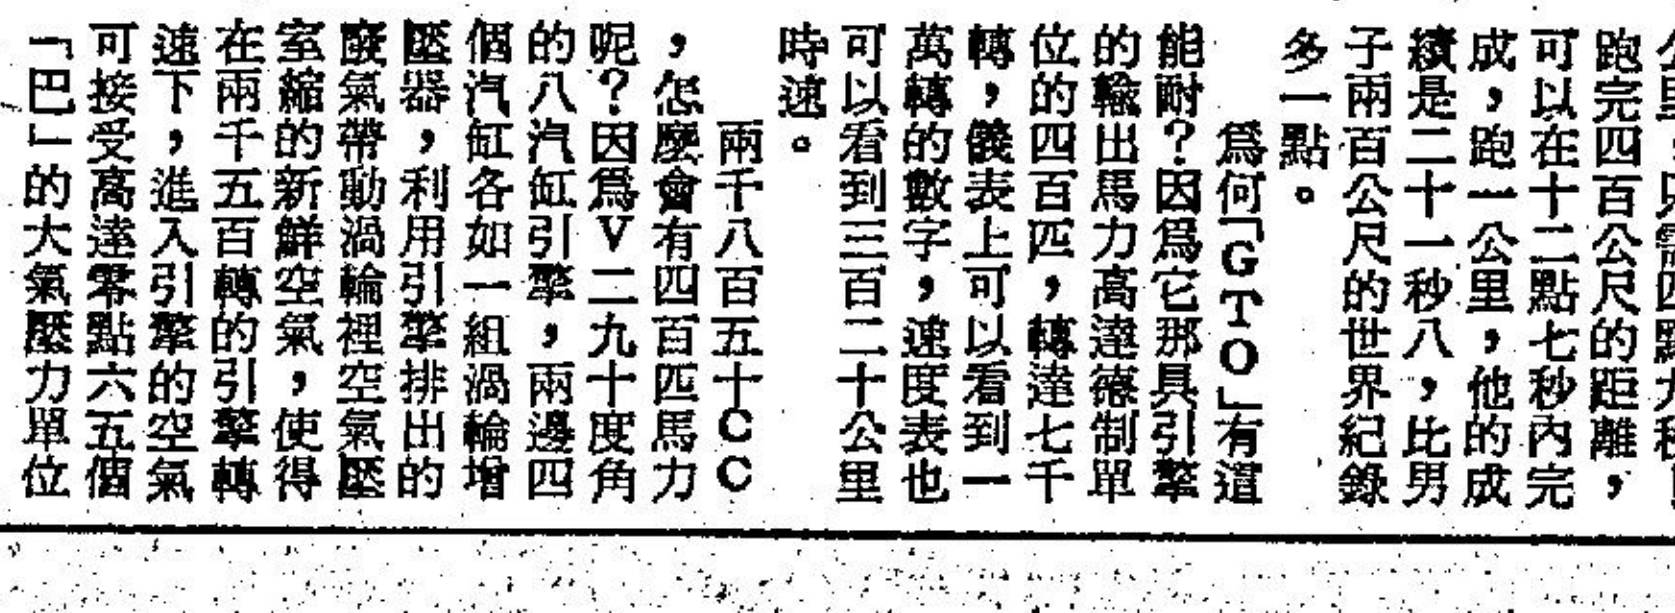 跑完四百公尺的距離，
可以在十二點七秒內完
成，跑一公里，他的成
績是二十一秒八，比男
子兩百公尺的世界紀錄
多一點。
為何「GTO」有這
能耐？因為它那具引擎
的輸出馬力高達德制單
位的四百匹，轉達七千
轉，儀表上可以看到一
萬轉的數字，速度表也
可以看到三百二十公里
時速。
兩千八百五十CC
，怎麼會有四百匹馬力
呢？因為V二九十度角
的八汽缸引擎，兩邊四
個汽缸各如一組渦輪增
壓器，利用引擎排出的
廢氣帶動渦輪裡空氣壓
室縮的新鮮空氣，使得
在兩千五百轉的引擎轉
速下，進入引擎的空氣
可接受高達零點六五個
「巴」的大氣壓力單位